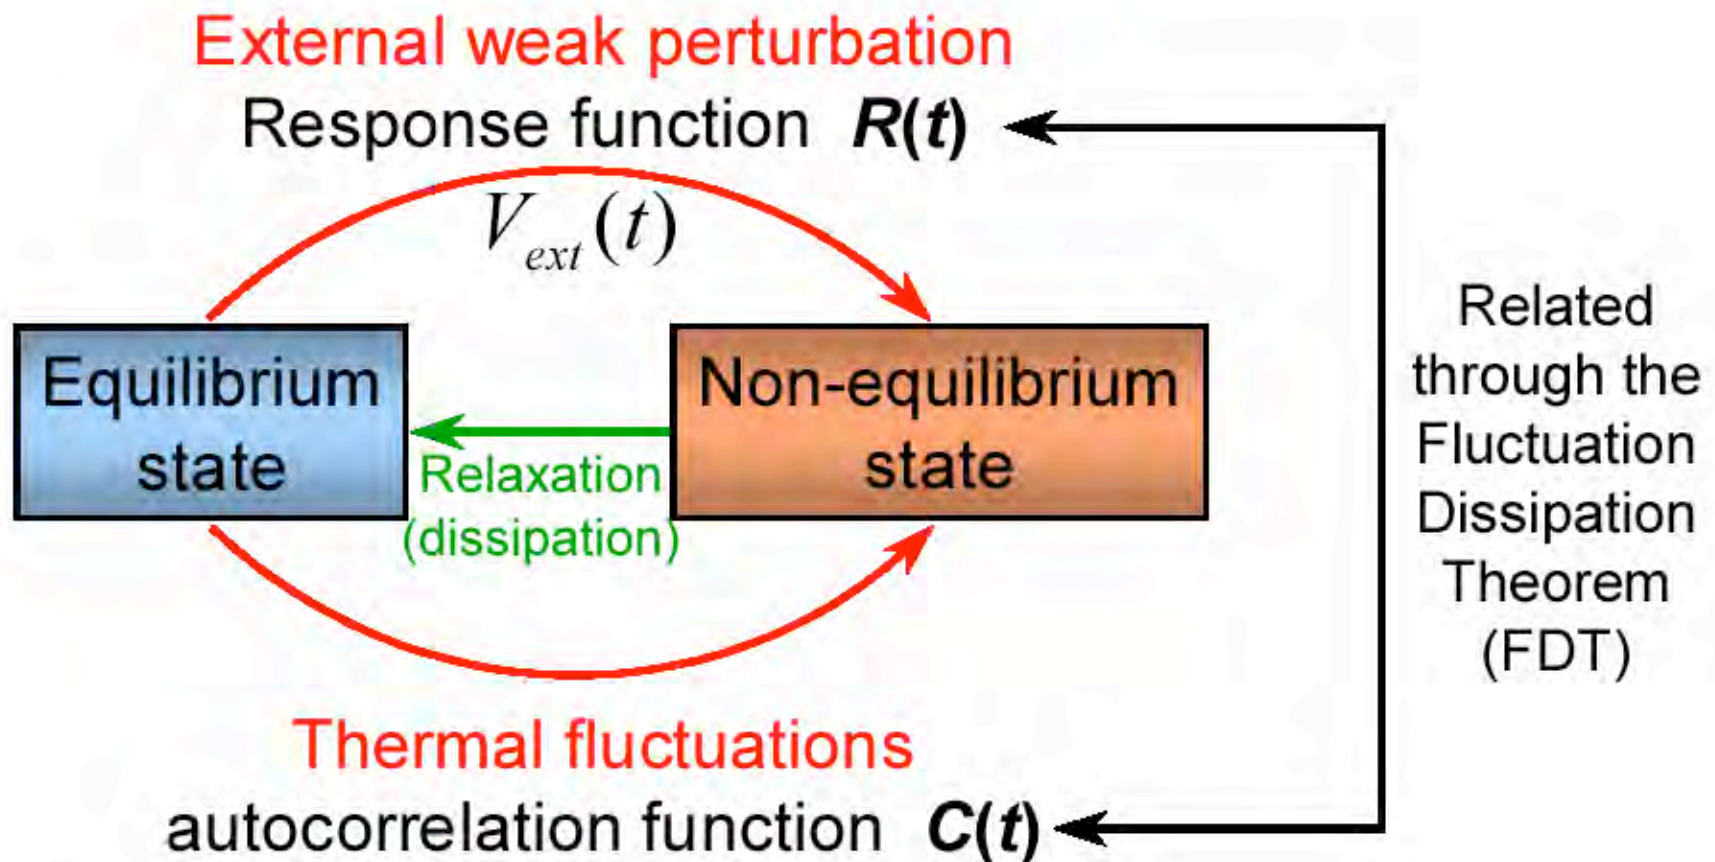 External weak perturbation
Response function R(t)
V_ext(t)
Equilibrium
state
Non-equilibrium
state
Relaxation
(dissipation)
Related
through the
Fluctuation
Dissipation
Theorem
(FDT)
Thermal fluctuations
autocorrelation function C(t)